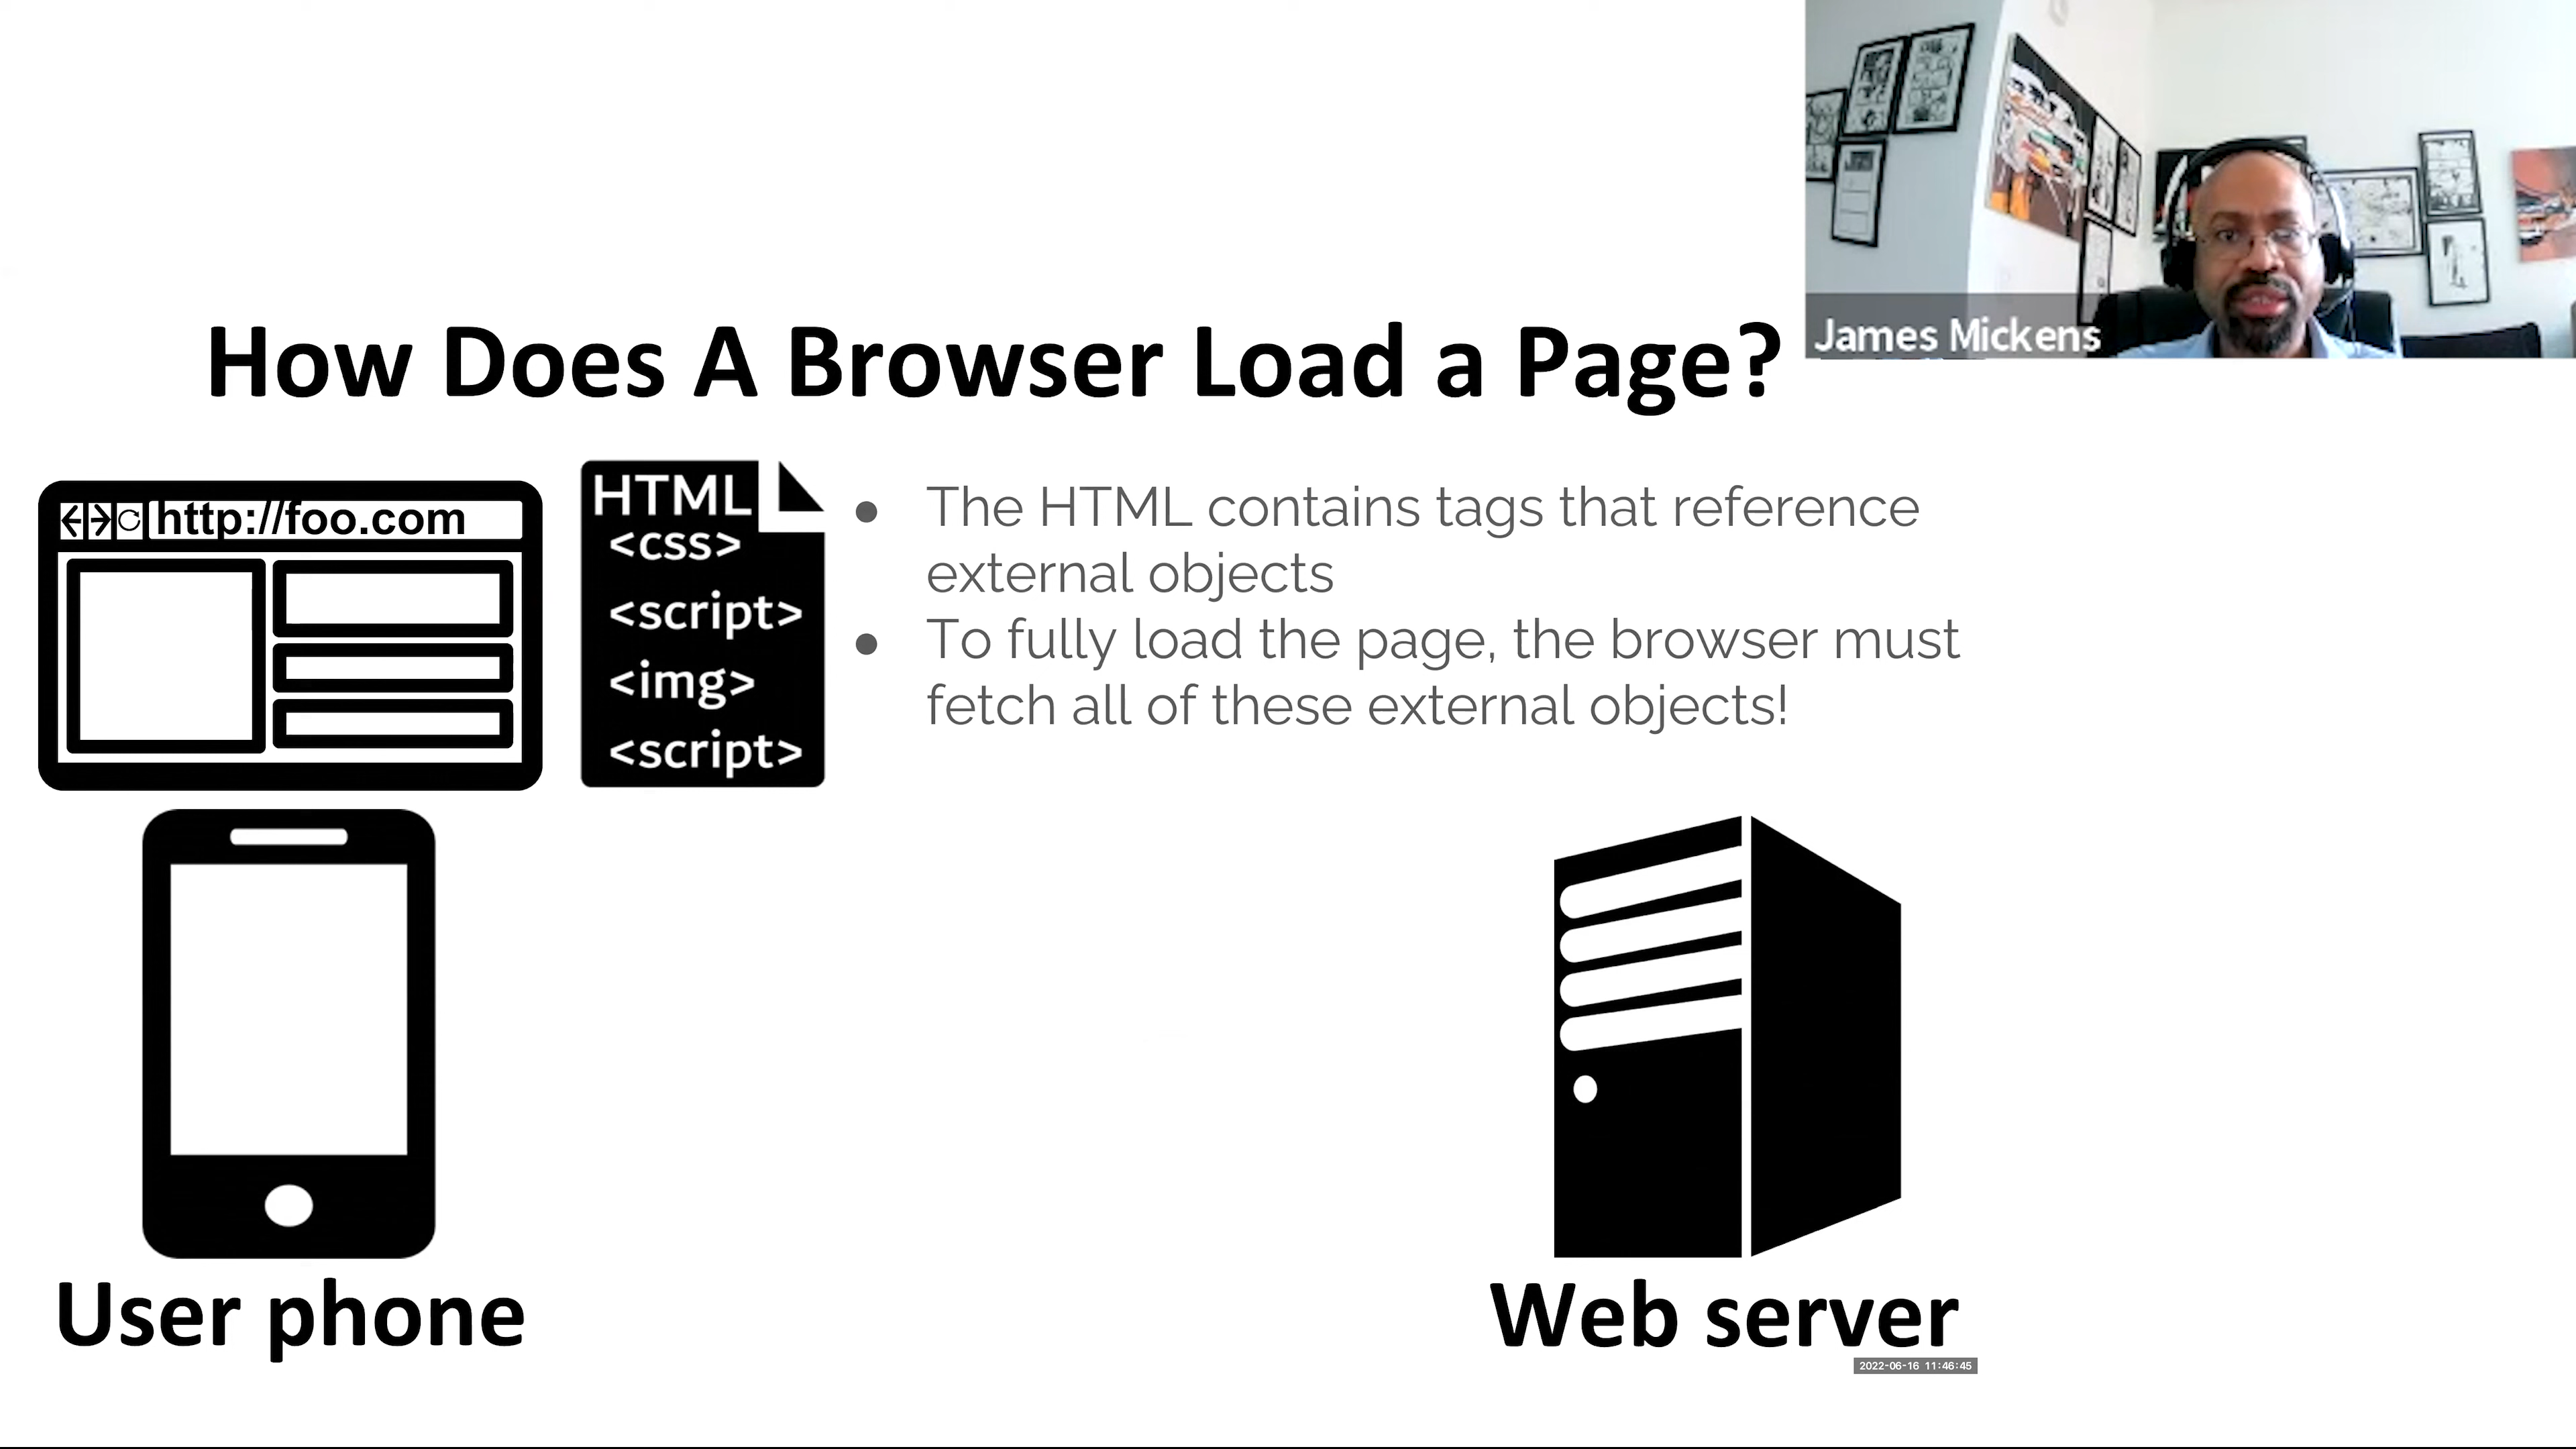 James Mickens
How Does A Browser Load a Page?
http://foo.com
HTML
<css>
<script>
<img>
<script>
● The HTML contains tags that reference
external objects
● To fully load the page, the browser must
fetch all of these external objects!
User phone
Web server
2022-06-16 11:46:45